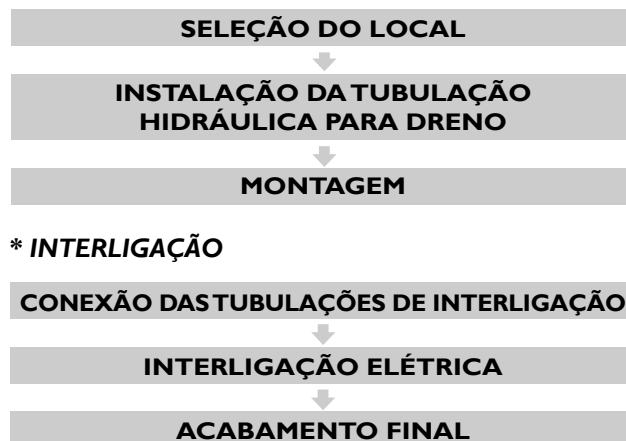 SELEÇÃO DO LOCAL
INSTALAÇÃO DA TUBULAÇÃO
HIDRÁULICA PARA DRENO
MONTAGEM
* INTERLIGAÇÃO
CONEXÃO DAS TUBULAÇÕES DE INTERLIGAÇÃO
INTERLIGAÇÃO ELÉTRICA
ACABAMENTO FINAL